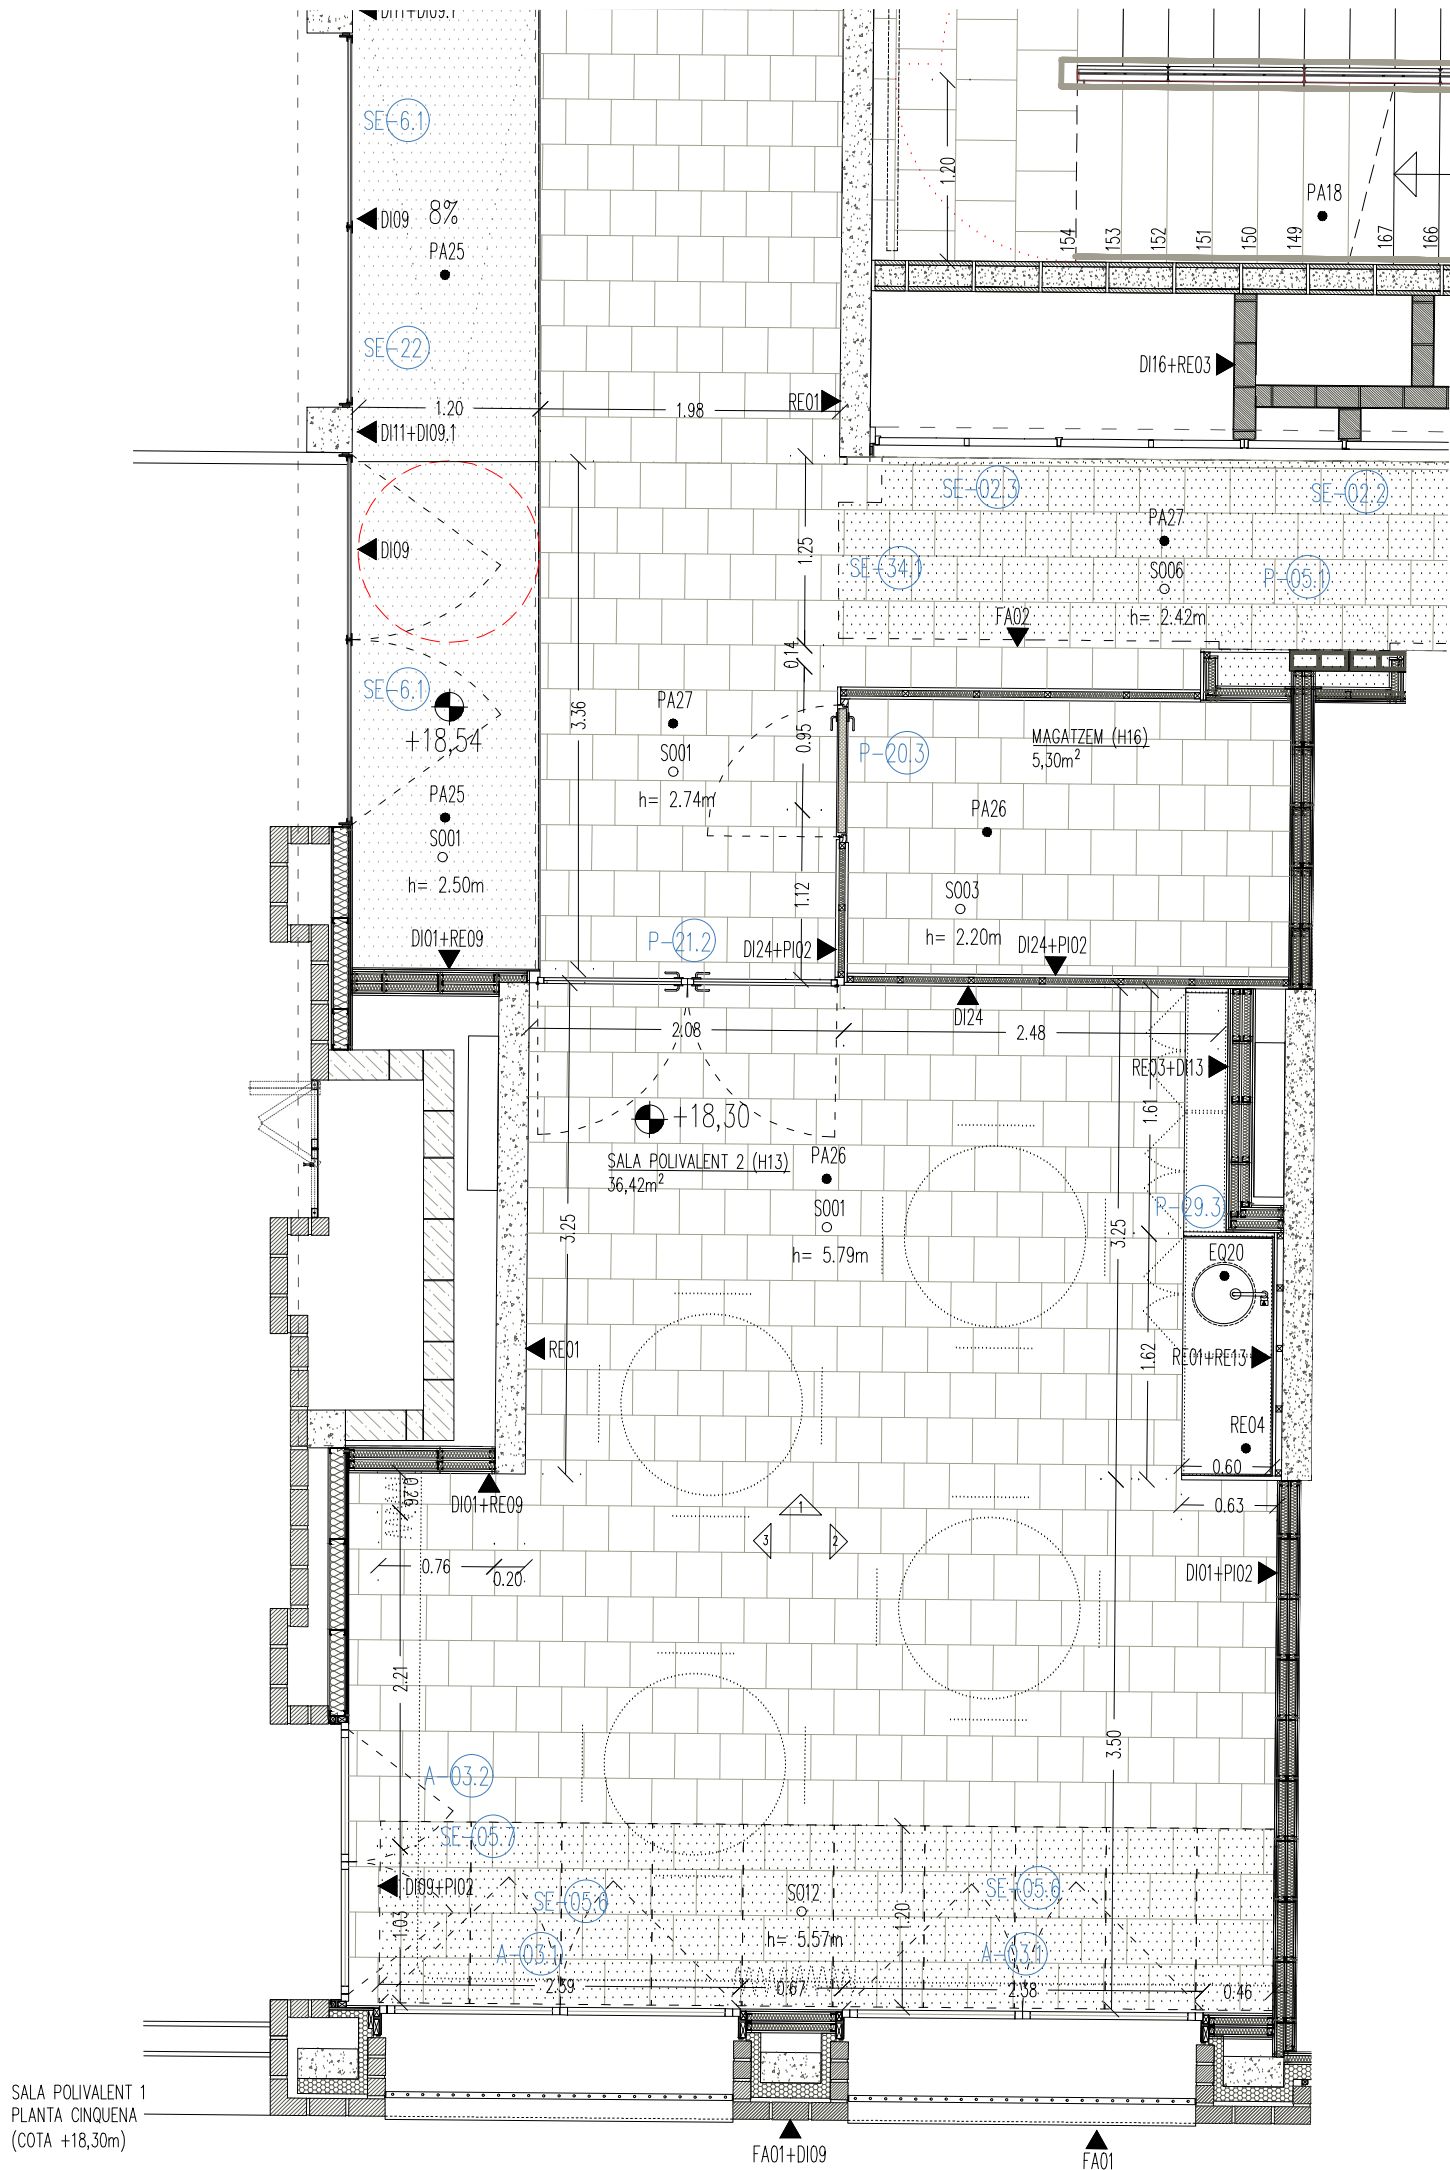 DI11+DI09.1
SE-6.1
DI09
8%
PA25
SE-22
1.20
1.98
RE01
DI11+DI09.1
1.20
PA18
154
153
152
151
150
149
167
166
DI16+RE03
SE-02.3
SE-02.2
PA27
SE-34.1
S006
P-05.1
h= 2.42m
FA02
DI09
1.25
0.14
SE-6.1
+18,54
3.36
PA27
S001
h= 2.74m
0.95
P-20.3
MAGATZEM (H16)
5,30m²
PA26
PA25
S001
h= 2.50m
1.12
S003
h= 2.20m
DI01+RE09
P-21.2
DI24+PI02
DI24+PI02
DI24
2.08
2.48
RE03+DI13
1.61
+18,30
SALA POLIVALENT 2 (H13)
36,42m²
PA26
S001
h= 5.79m
3.25
3.25
P-29.3
EQ20
RE01
1.62
RE01+RE13
RE04
0.60
0.63
0.26
DI01+RE09
1
3
2
0.76
0.20
DI01+PI02
2.21
3.50
A-03.2
SE-05.7
DI09+PI02
SE-05.6
S012
SE-05.6
1.03
1.20
A-03.1
h= 5.57m
A-03.1
2.59
0.67
2.38
0.46
SALA POLIVALENT 1
PLANTA CINQUENA
(COTA +18,30m)
FA01+DI09
FA01